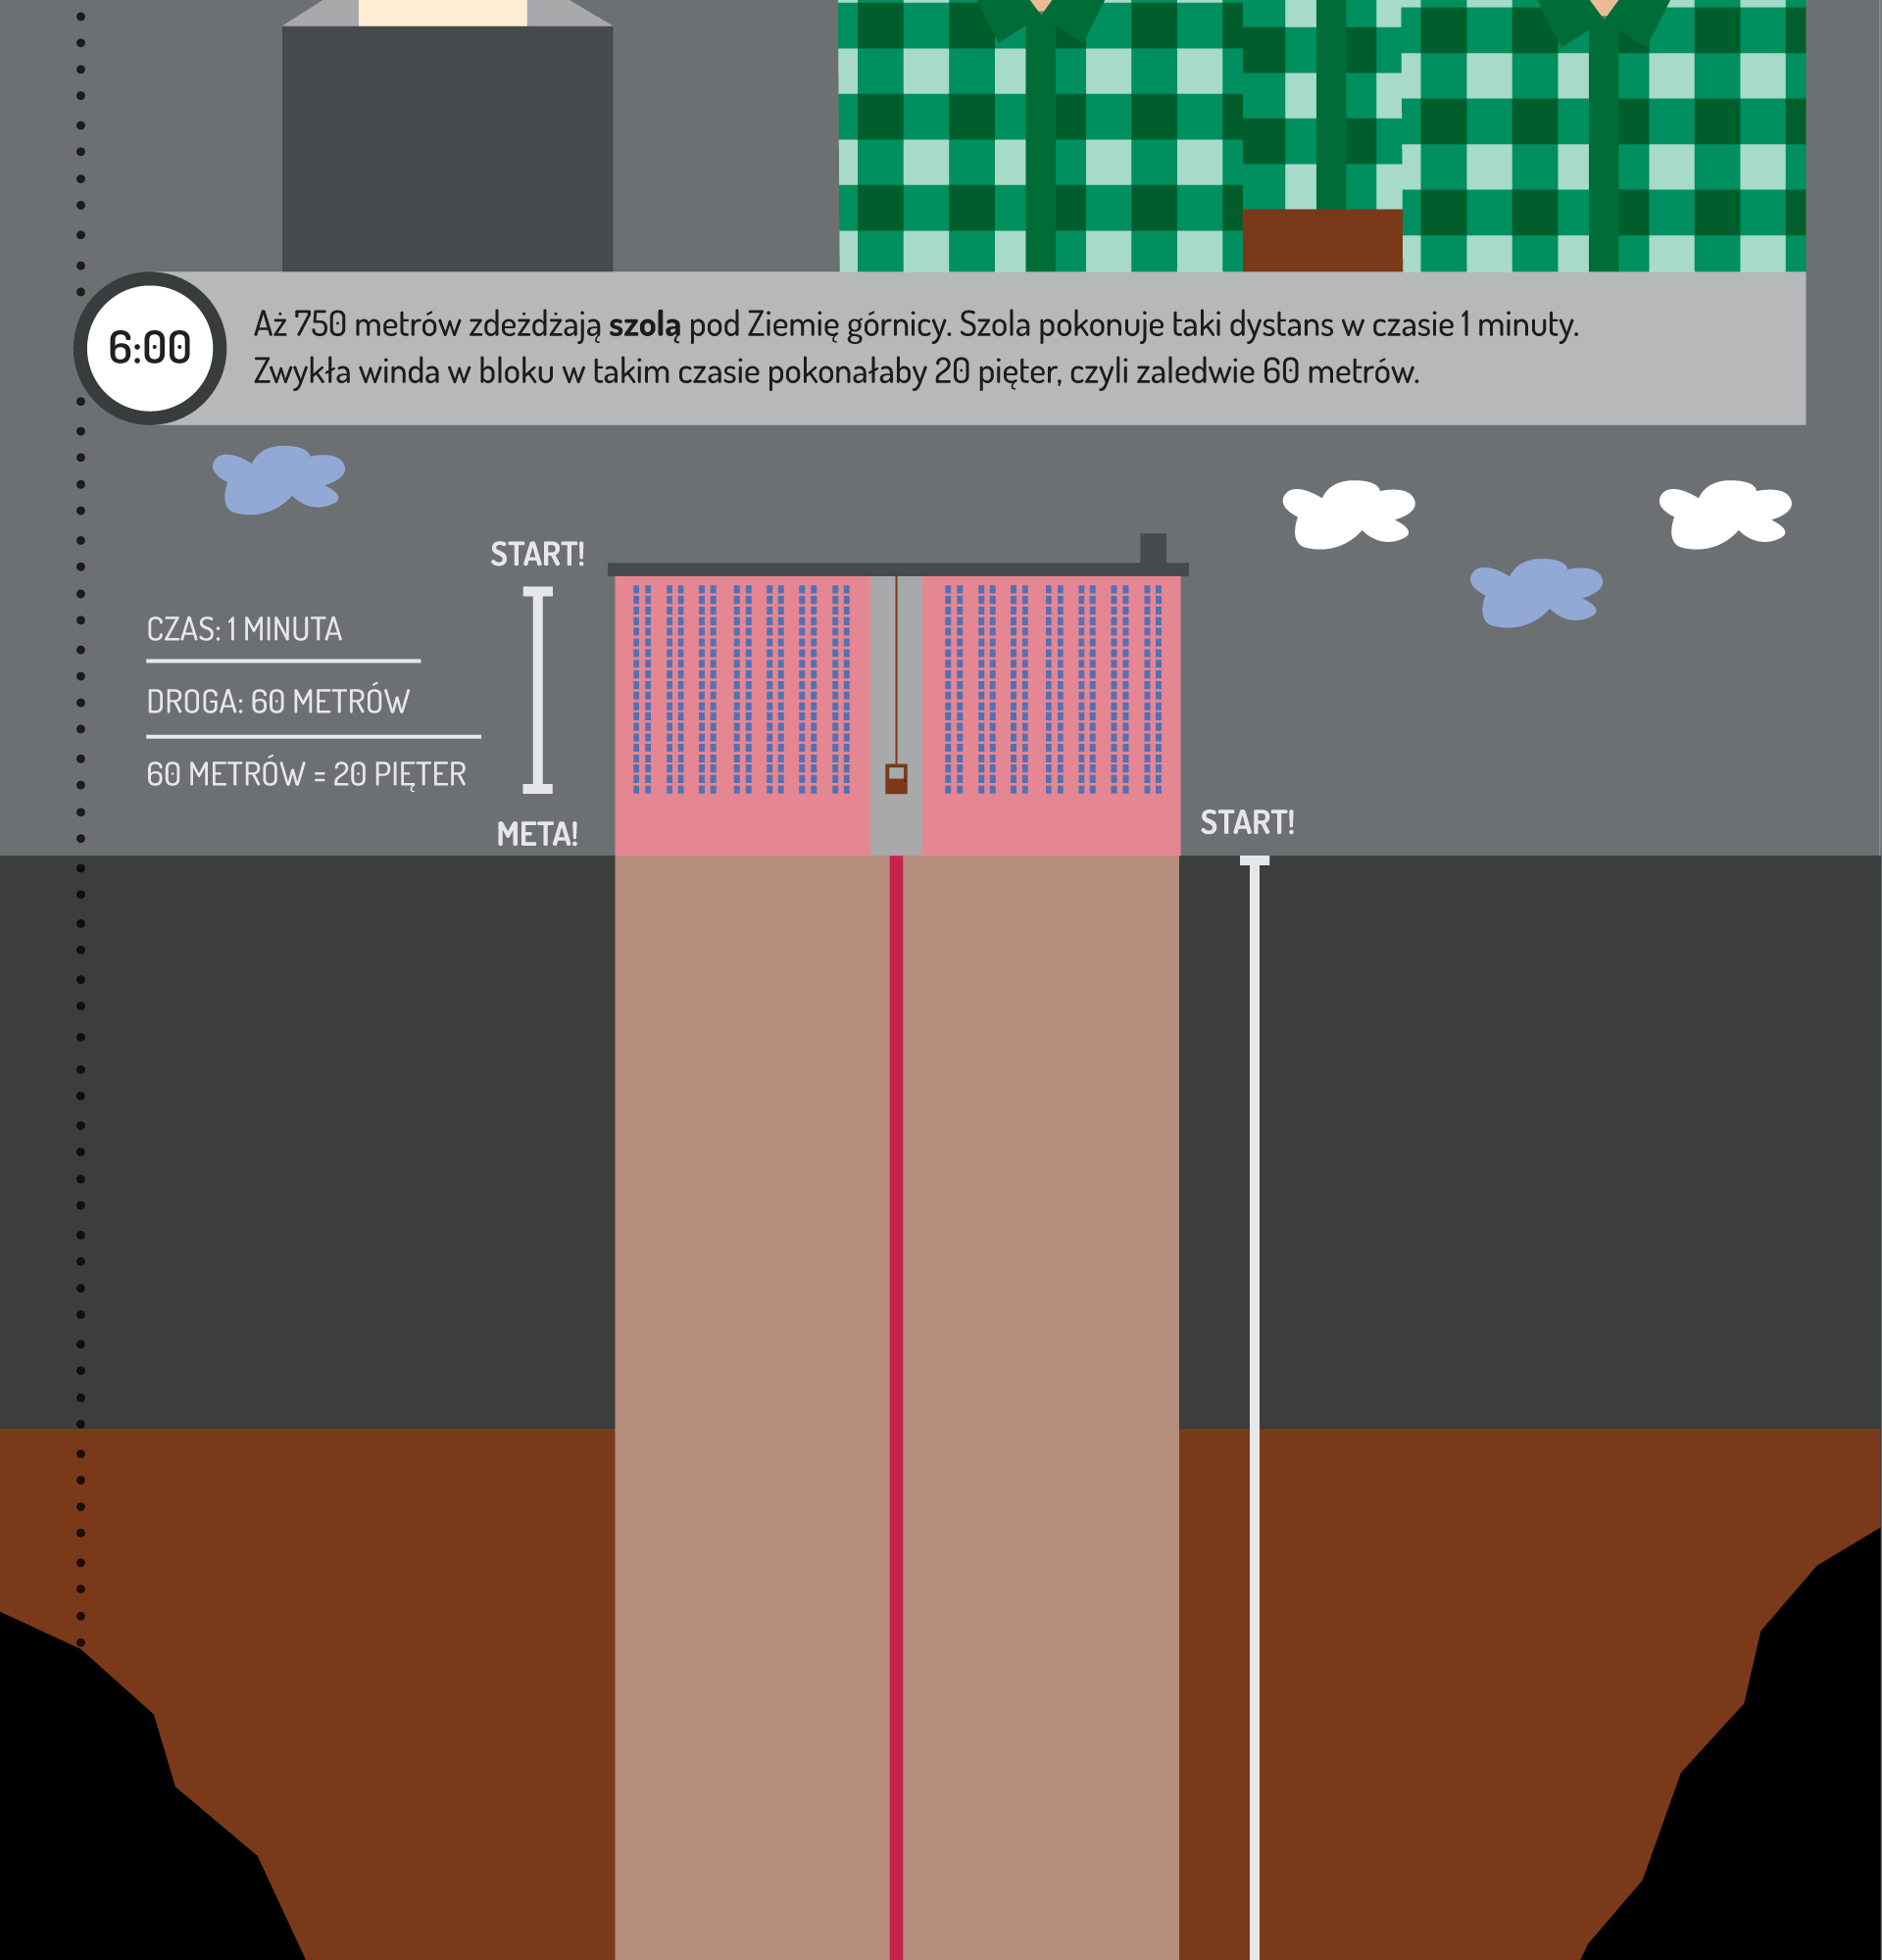 6:00
Aż 750 metrów zdeżdżają szolą pod Ziemię górnicy. Szola pokonuje taki dystans w czasie 1 minuty.
Zwykła winda w bloku w takim czasie pokonałaby 20 pięter, czyli zaledwie 60 metrów.
START!
CZAS: 1 MINUTA
DROGA: 60 METRÓW
60 METRÓW = 20 PIĘTER
META!
START!